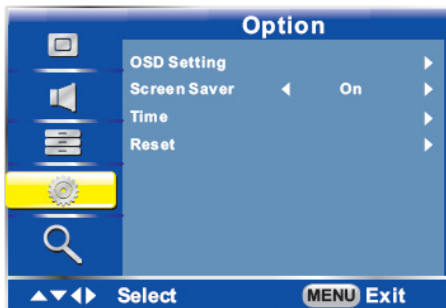 Option
OSD Setting
Screen Saver On
Time
Reset
Select MENU Exit